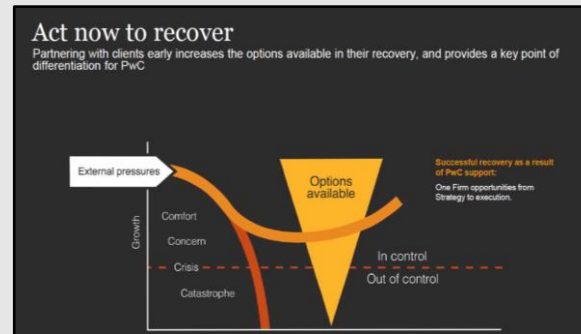 Act now to recover
Partnering with clients early increases the options available in their recovery, and provides a key point of
differentiation for PwC
External pressures
Growth
Comfort
Concern
Crisis
Catastrophe
Options
available
In control
Out of control
Successful recovery as a result
of PwC support:
One Firm opportunities from
Strategy to execution.